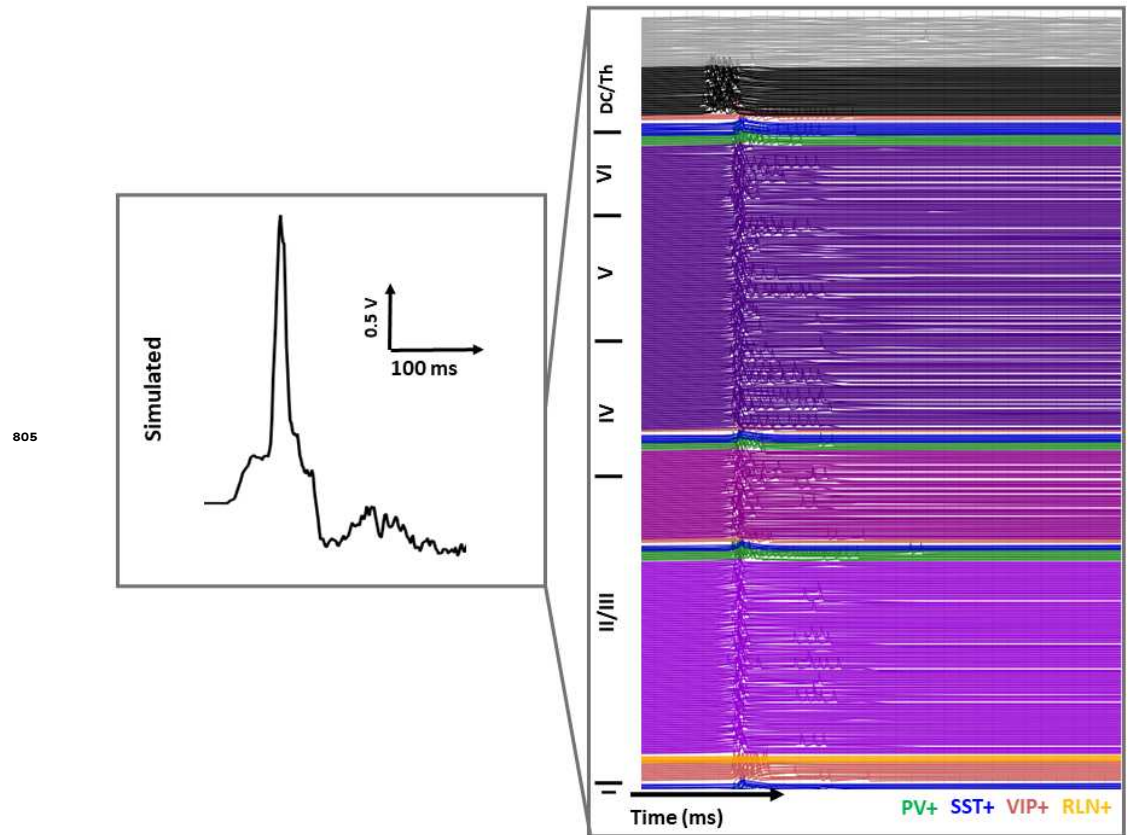 805
Simulated
0.5 V
100 ms
DC/Th
VI
V
IV
II/III
I
Time (ms)
PV+ SST+ VIP+ RLN+